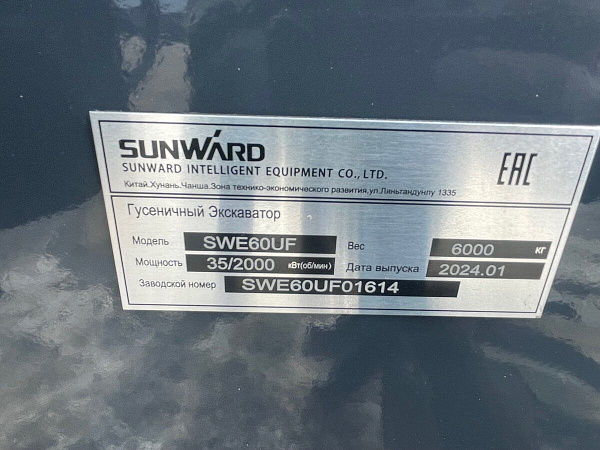 SUNWARD
SUNWARD INTELLIGENT EQUIPMENT CO., LTD.
EAC
Китай.Хунань.Чанша.Зона технико-экономического развития,ул.Ляньтандунлу 1335
Гусеничный Экскаватор
Модель SWE60UF Вес 6000 кг
Мощность 35/2000 кВт(об/мин) Дата выпуска 2024.01
Заводской номер SWE60UF01614